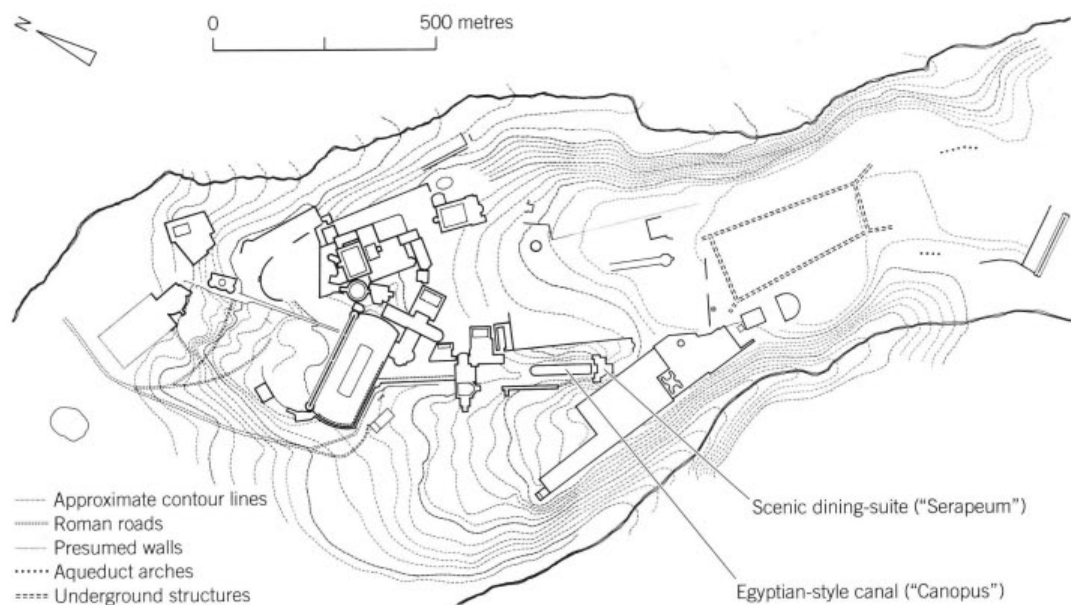 N
0 500 metres
Approximate contour lines
Roman roads
Presumed walls
Aqueduct arches
Underground structures
Scenic dining-suite (“Serapeum”)
Egyptian-style canal (“Canopus”)